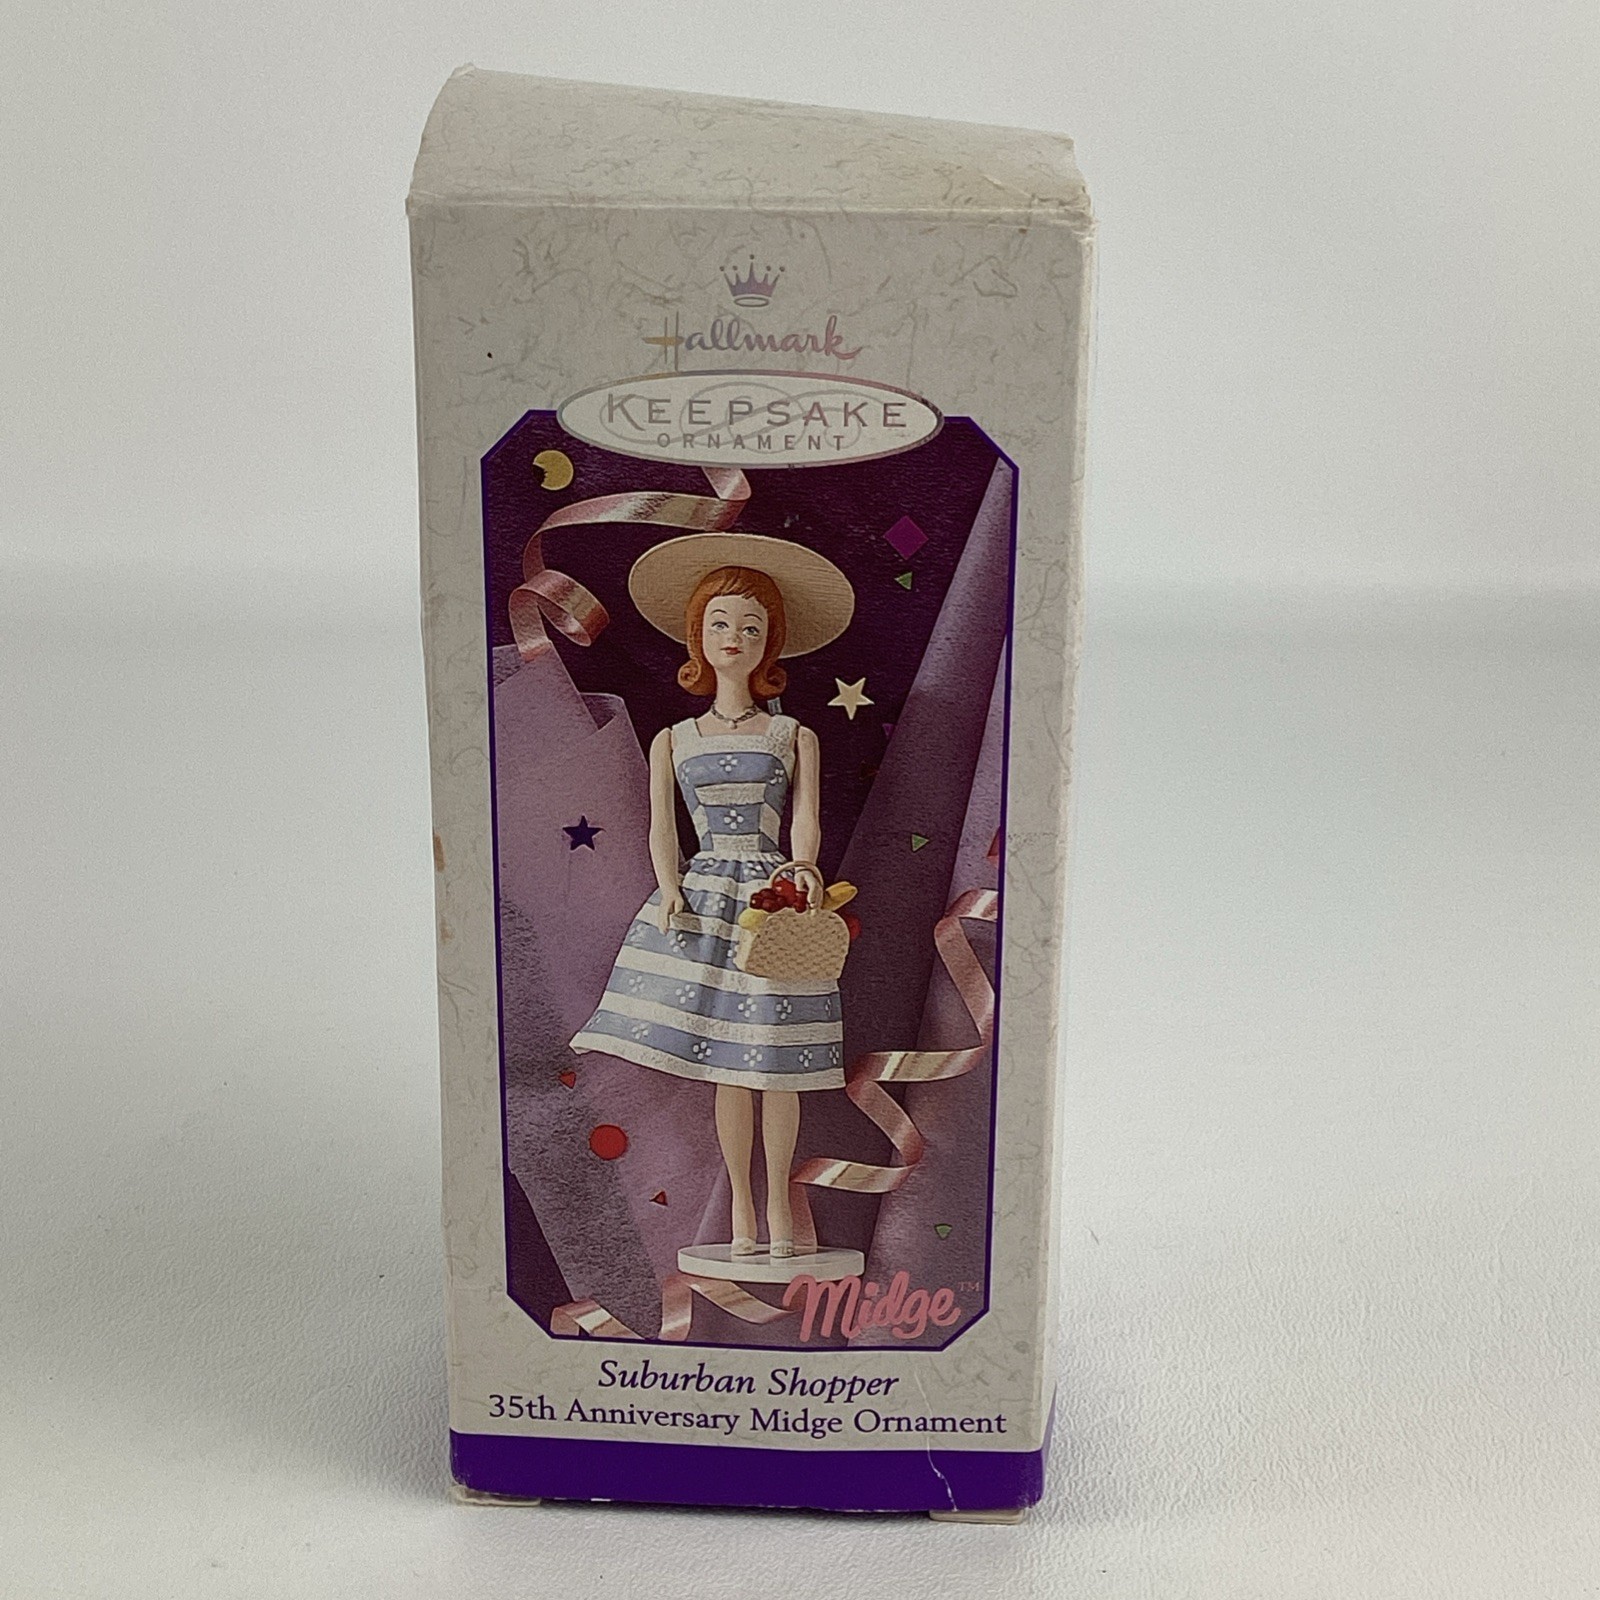 Hallmark
KEEPSAKE
ORNAMENT
Midge™
Suburban Shopper
35th Anniversary Midge Ornament